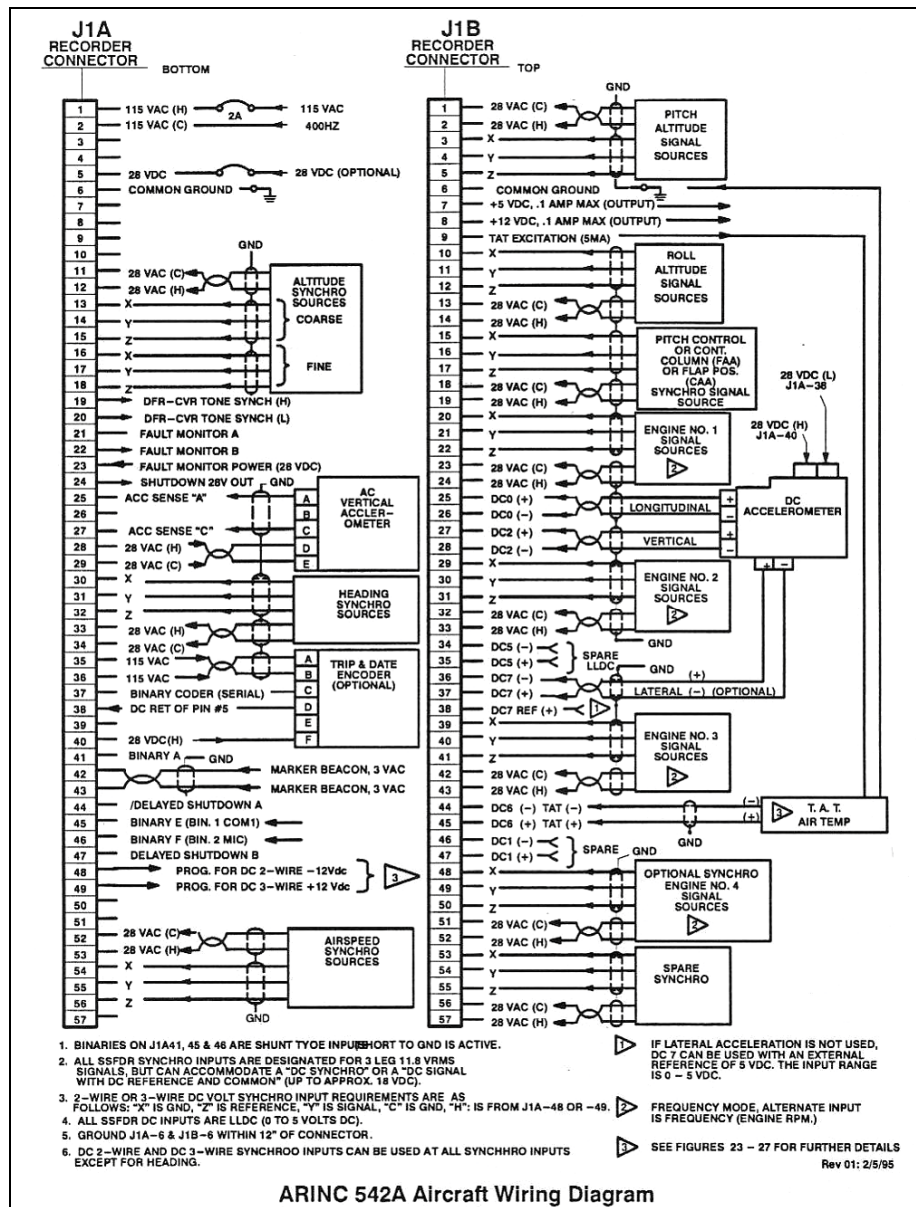 J1A
RECORDER
CONNECTOR
BOTTOM
1 115 VAC (H) 2A 115 VAC
2 115 VAC (C) 400HZ
3
4
5 28 VDC 28 VDC (OPTIONAL)
6 COMMON GROUND
7
8
9
10 GND
11 28 VAC (C)
12 28 VAC (H)
ALTITUDE
SYNCHRO
SOURCES
13 X
14 Y COARSE
15 Z
16 X
17 Y FINE
18 Z
19 DFR-CVR TONE SYNCH (H)
20 DFR-CVR TONE SYNCH (L)
21 FAULT MONITOR A
22 FAULT MONITOR B
23 FAULT MONITOR POWER (28 VDC)
24 SHUTDOWN 28V OUT GND
25 ACC SENSE "A" A
26 B
27 ACC SENSE "C" C
28 28 VAC (H) D
29 28 VAC (C) E
AC
VERTICAL
ACCLER-
OMETER
30 X
31 Y
32 Z
33 28 VAC (H)
34 28 VAC (C)
HEADING
SYNCHRO
SOURCES
35 115 VAC A
36 115 VAC B
37 BINARY CODER (SERIAL) C
38 DC RET OF PIN #5 D
39 E
40 28 VDC(H) F
TRIP & DATE
ENCODER
(OPTIONAL)
41 BINARY A GND
42 MARKER BEACON, 3 VAC
43 MARKER BEACON, 3 VAC
44 /DELAYED SHUTDOWN A
45 BINARY E (BIN. 1 COM1)
46 BINARY F (BIN. 2 MIC)
47 DELAYED SHUTDOWN B
48 PROG. FOR DC 2-WIRE -12Vdc
49 PROG. FOR DC 3-WIRE +12 Vdc
3
50
51
52 28 VAC (C)
53 28 VAC (H)
54 X
55 Y
56 Z
57 GND
AIRSPEED
SYNCHRO
SOURCES
J1B
RECORDER
CONNECTOR
TOP
GND
1 28 VAC (C)
2 28 VAC (H)
3 X
4 Y
5 Z
PITCH
ALTITUDE
SIGNAL
SOURCES
6 COMMON GROUND
7 +5 VDC, .1 AMP MAX (OUTPUT)
8 +12 VDC, .1 AMP MAX (OUTPUT)
9 TAT EXCITATION (5MA)
10 X
11 Y
12 Z
13 28 VAC (C)
14 28 VAC (H)
ROLL
ALTITUDE
SIGNAL
SOURCES
15 X
16 Y
17 Z
18 28 VAC (C)
19 28 VAC (H)
PITCH CONTROL
OR CONT.
COLUMN (FAA)
OR FLAP POS.
(CAA)
SYNCHRO SIGNAL
SOURCE
28 VDC (L)
J1A-38
28 VDC (H)
J1A-40
20 X
21 Y
22 Z
23 28 VAC (C)
24 28 VAC (H)
ENGINE NO. 1
SIGNAL
SOURCES
2
25 DC0 (+) +
26 DC0 (-) LONGITUDINAL -
27 DC2 (+) +
28 DC2 (-) VERTICAL -
DC
ACCELEROMETER
+ -
29 X
30 Y
31 Z
32 28 VAC (C)
33 28 VAC (H)
ENGINE NO. 2
SIGNAL
SOURCES
2
GND
34 DC5 (-)
35 DC5 (+)
SPARE
LLDC
GND
36 DC7 (-) (+)
37 DC7 (+) LATERAL (-) (OPTIONAL)
38 DC7 REF (+) 1
39 X
40 Y
41 Z
42 28 VAC (C)
43 28 VAC (H)
ENGINE NO. 3
SIGNAL
SOURCES
2
44 DC6 (-) TAT (-) (-)
45 DC6 (+) TAT (+) (+)
3 T. A. T.
AIR TEMP
GND
46 DC1 (-)
47 DC1 (+)
SPARE
GND
48 X
49 Y
50 Z
51 28 VAC (C)
52 28 VAC (H)
OPTIONAL SYNCHRO
ENGINE NO. 4
SIGNAL
SOURCES
2
53 X
54 Y
55 Z
56 28 VAC (C)
57 28 VAC (H)
SPARE
SYNCHRO
1. BINARIES ON J1A41, 45 & 46 ARE SHUNT TYOE INPUTS SHORT TO GND IS ACTIVE.
2. ALL SSFDR SYNCHRO INPUTS ARE DESIGNATED FOR 3 LEG 11.8 VRMS
SIGNALS, BUT CAN ACCOMMODATE A "DC SYNCHRO" OR A "DC SIGNAL
WITH DC REFERENCE AND COMMON" (UP TO APPROX. 18 VDC).
3. 2-WIRE OR 3-WIRE DC VOLT SYHCHRO INPUT REQUIREMENTS ARE AS
FOLLOWS: "X" IS GND, "Z" IS REFERENCE, "Y" IS SIGNAL, "C" IS GND, "H": IS FROM J1A-48 OR -49.
4. ALL SSFDR DC INPUTS ARE LLDC (0 TO 5 VOLTS DC).
5. GROUND J1A-6 & J1B-6 WITHIN 12" OF CONNECTOR.
6. DC 2-WIRE AND DC 3-WIRE SYNCHROO INPUTS CAN BE USED AT ALL SYNCHHRO INPUTS
EXCEPT FOR HEADING.
1 IF LATERAL ACCELERATION IS NOT USED,
DC 7 CAN BE USED WITH AN EXTERNAL
REFERENCE OF 5 VDC. THE INPUT RANGE
IS 0 - 5 VDC.
2 FREQUENCY MODE, ALTERNATE INPUT
IS FREQUENCY (ENGINE RPM.)
3 SEE FIGURES 23 - 27 FOR FURTHER DETAILS
Rev 01: 2/5/95
ARINC 542A Aircraft Wiring Diagram